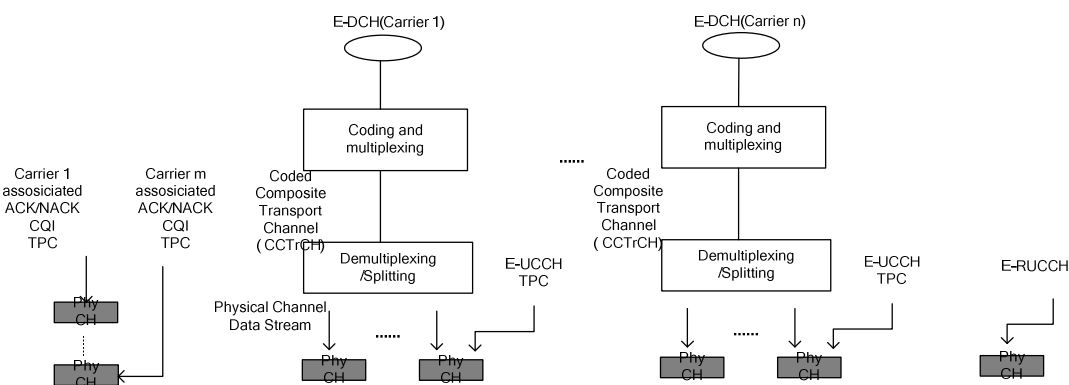 E-DCH(Carrier 1)
E-DCH(Carrier n)
Coding and
multiplexing
Coding and
multiplexing
......
Carrier 1
assosiciated
ACK/NACK
CQI
TPC
Carrier m
assosiciated
ACK/NACK
CQI
TPC
Coded
Composite
Transport
Channel
( CCTrCH)
Coded
Composite
Transport
Channel
( CCTrCH)
Demultiplexing
/Splitting
E-UCCH
TPC
Demultiplexing
/Splitting
E-UCCH
TPC
E-RUCCH
Physical Channel
Data Stream
......
......
Phy
CH
Phy
CH
Phy
CH
Phy
CH
Phy
CH
Phy
CH
Phy
CH